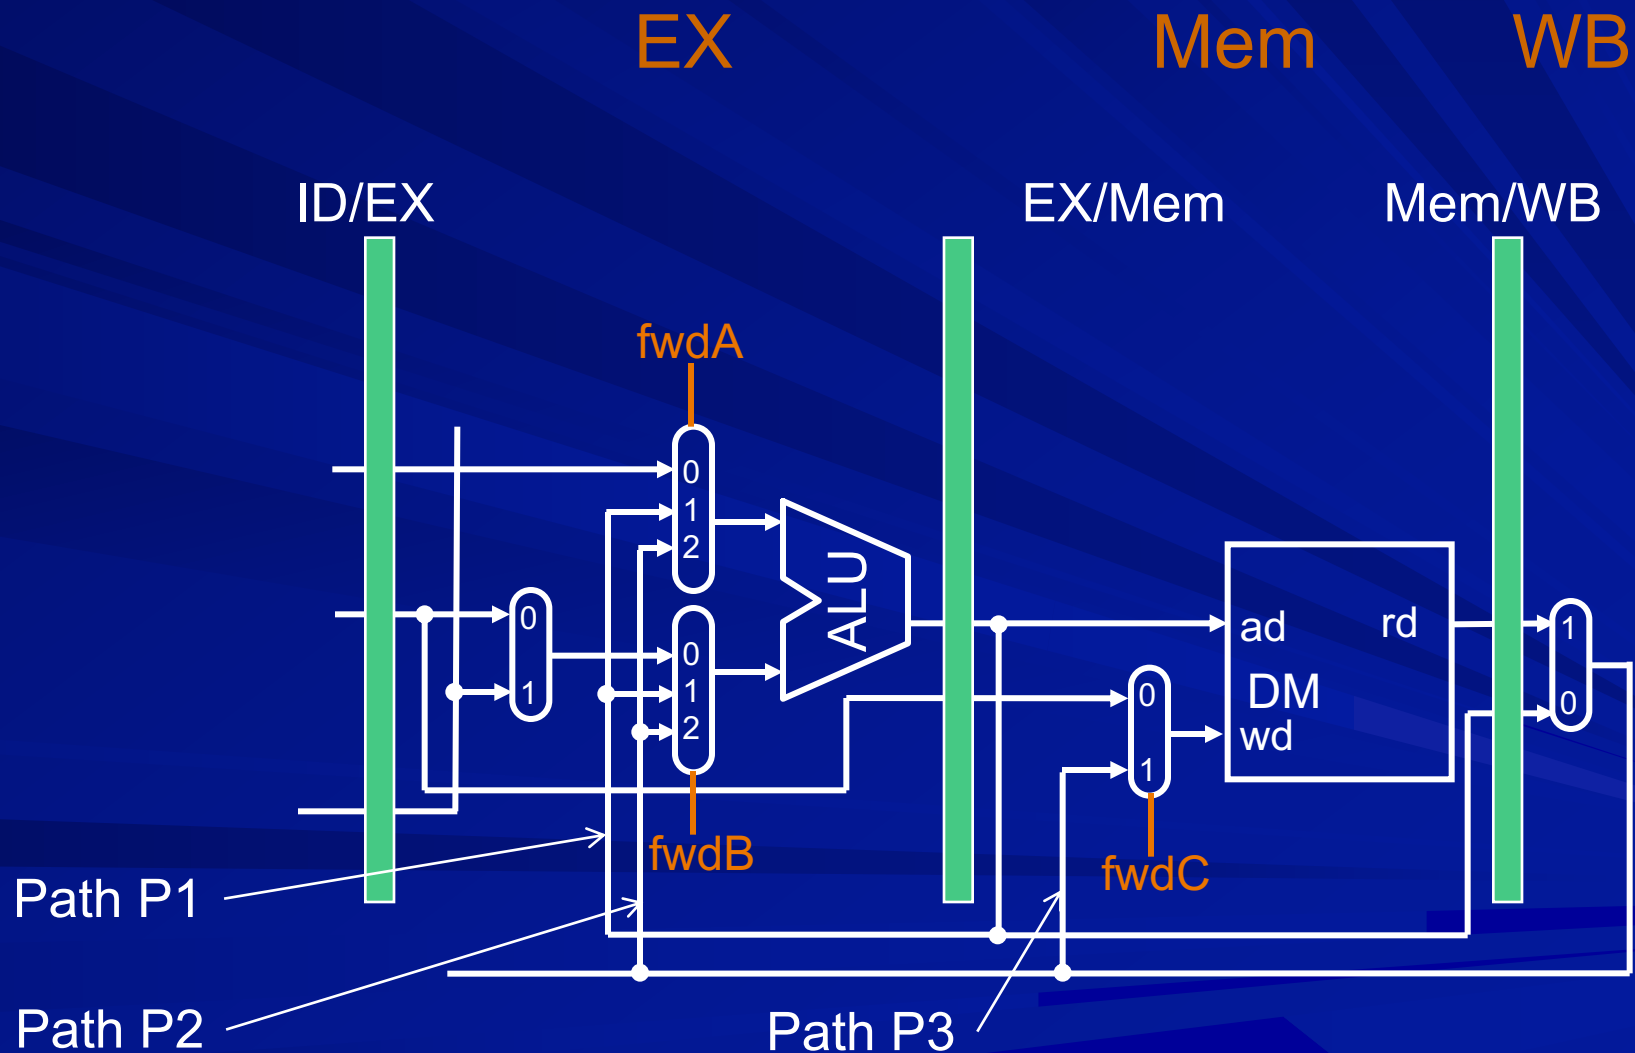 EX Mem WB
ID/EX EX/Mem Mem/WB
fwdA
0
1
2
ALU
0
1
0
1
2
ad rd
DM
wd
0
1
1
0
fwdB
fwdC
Path P1
Path P2
Path P3